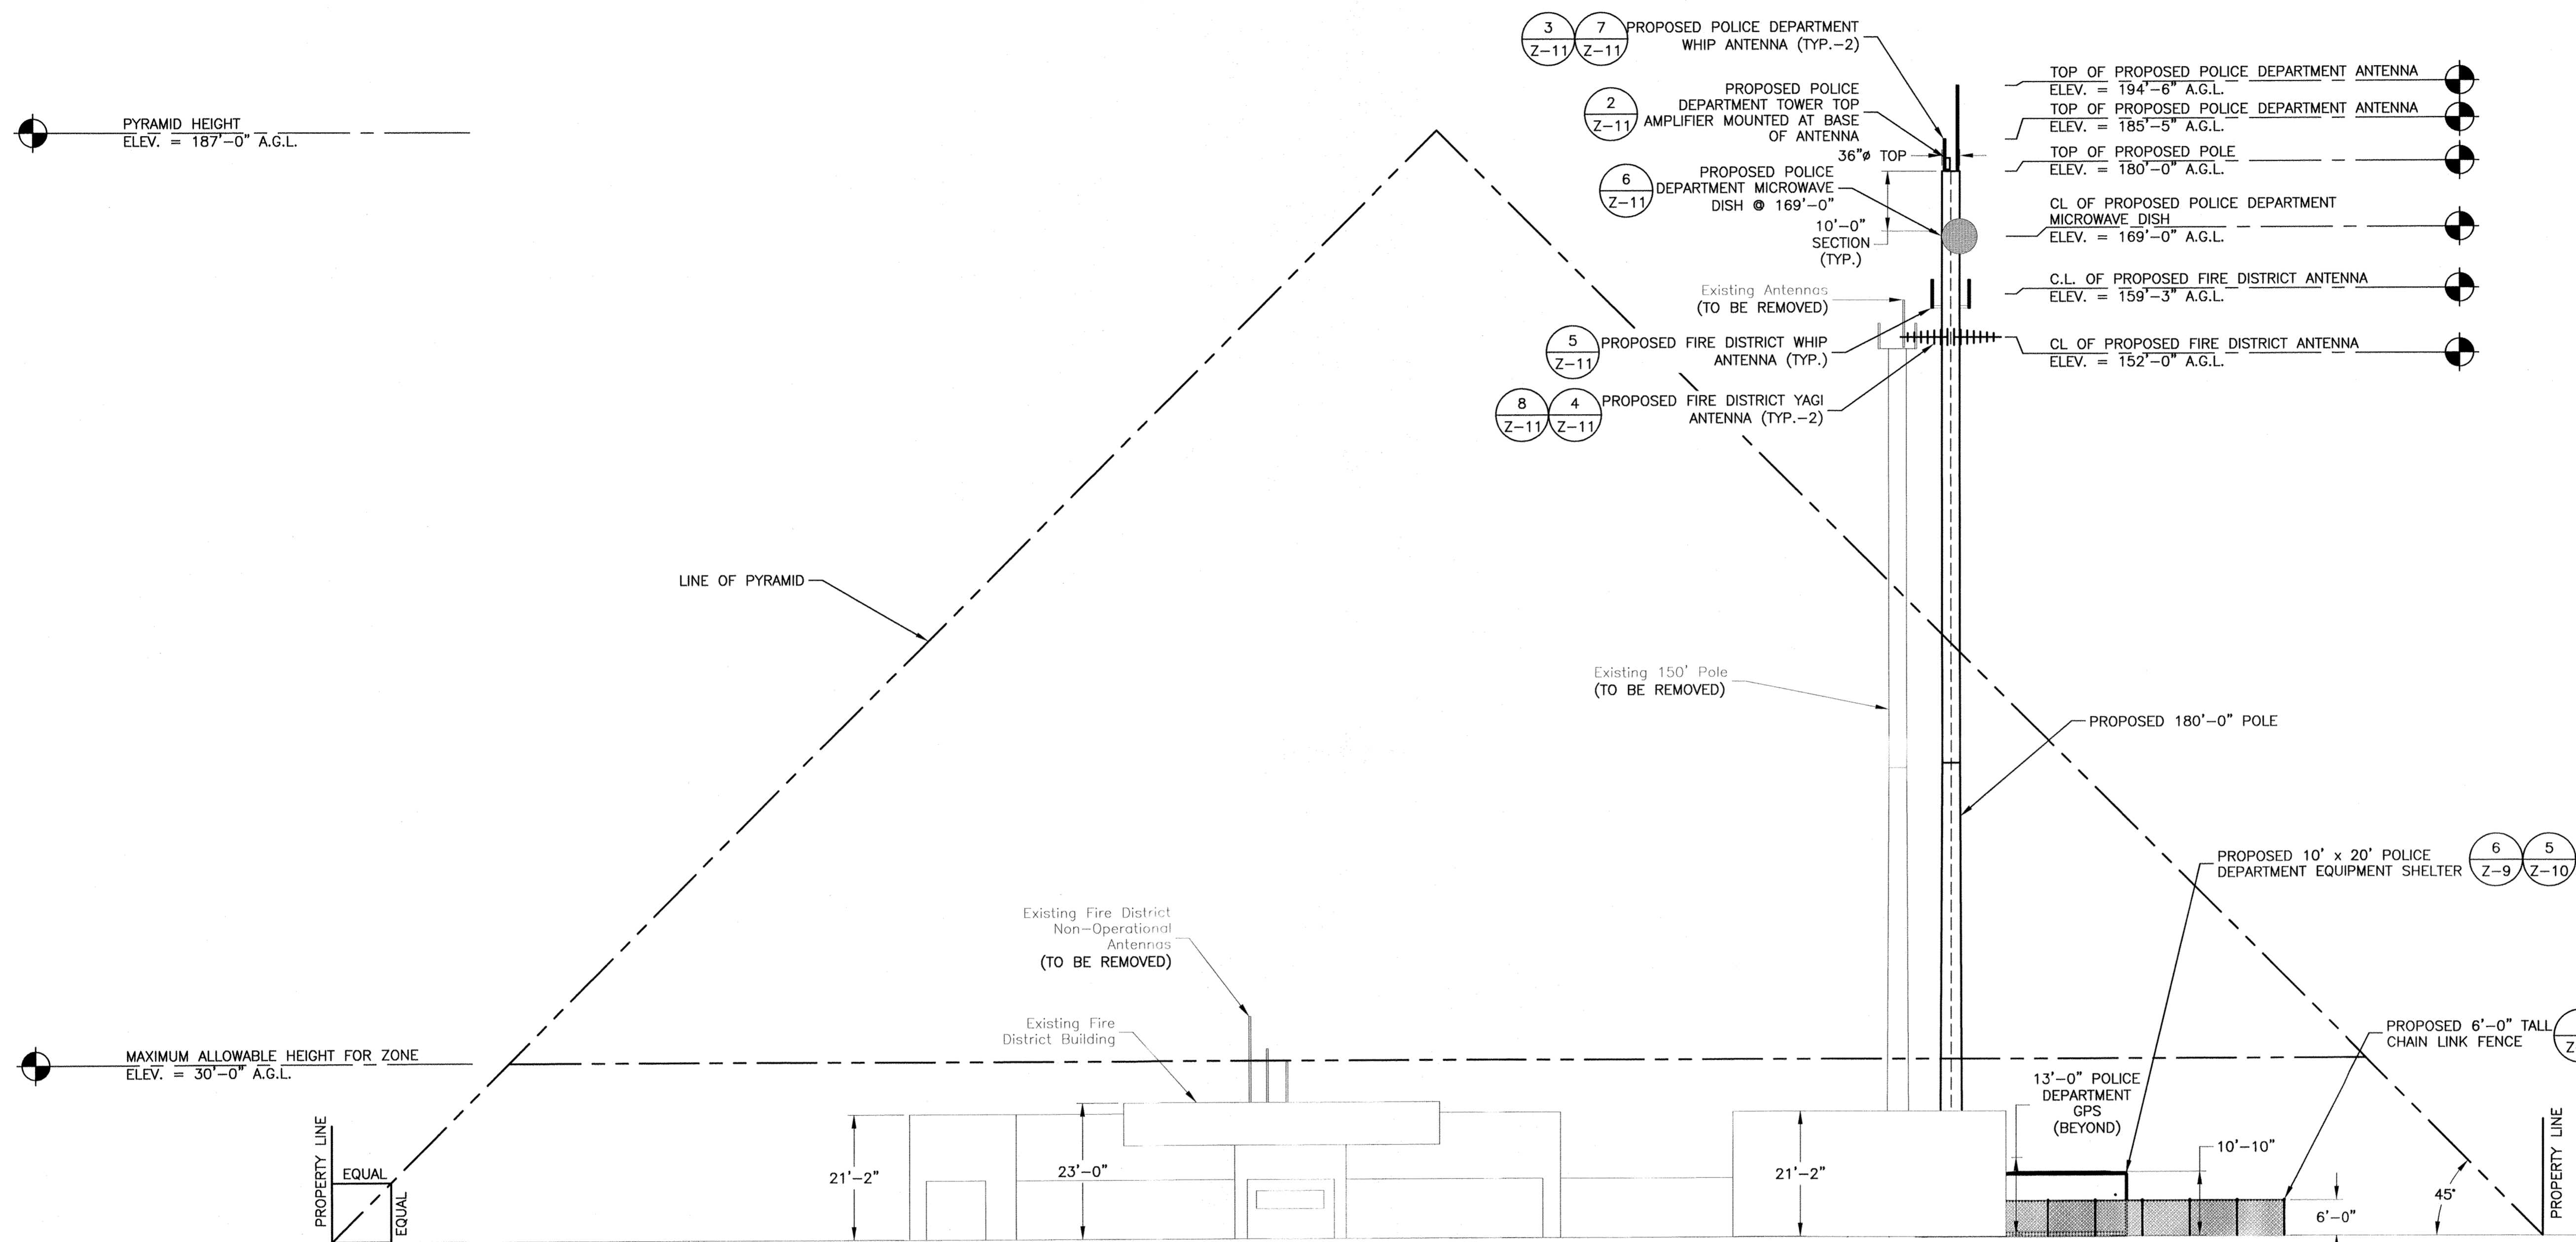 3
Z-11
7
Z-11
PROPOSED POLICE DEPARTMENT
WHIP ANTENNA (TYP.-2)
2
Z-11
PROPOSED POLICE
DEPARTMENT TOWER TOP
AMPLIFIER MOUNTED AT BASE
OF ANTENNA
36"ø TOP
6
Z-11
PROPOSED POLICE
DEPARTMENT MICROWAVE
DISH @ 169'-0"
10'-0"
SECTION
(TYP.)
Existing Antennas
(TO BE REMOVED)
5
Z-11
PROPOSED FIRE DISTRICT WHIP
ANTENNA (TYP.)
8
Z-11
4
Z-11
PROPOSED FIRE DISTRICT YAGI
ANTENNA (TYP.-2)
TOP OF PROPOSED POLICE DEPARTMENT ANTENNA
ELEV. = 194'-6" A.G.L.
TOP OF PROPOSED POLICE DEPARTMENT ANTENNA
ELEV. = 185'-5" A.G.L.
TOP OF PROPOSED POLE
ELEV. = 180'-0" A.G.L.
CL OF PROPOSED POLICE DEPARTMENT
MICROWAVE DISH
ELEV. = 169'-0" A.G.L.
C.L. OF PROPOSED FIRE DISTRICT ANTENNA
ELEV. = 159'-3" A.G.L.
CL OF PROPOSED FIRE DISTRICT ANTENNA
ELEV. = 152'-0" A.G.L.
PYRAMID HEIGHT
ELEV. = 187'-0" A.G.L.
LINE OF PYRAMID
Existing 150' Pole
(TO BE REMOVED)
PROPOSED 180'-0" POLE
PROPOSED 10' x 20' POLICE
DEPARTMENT EQUIPMENT SHELTER
6
Z-9
5
Z-10
Existing Fire District
Non-Operational
Antennas
(TO BE REMOVED)
Existing Fire
District Building
PROPOSED 6'-0" TALL
CHAIN LINK FENCE
Z
MAXIMUM ALLOWABLE HEIGHT FOR ZONE
ELEV. = 30'-0" A.G.L.
13'-0" POLICE
DEPARTMENT
GPS
(BEYOND)
10'-10"
PROPERTY LINE
EQUAL
EQUAL
21'-2"
23'-0"
21'-2"
6'-0"
45°
PROPERTY LINE